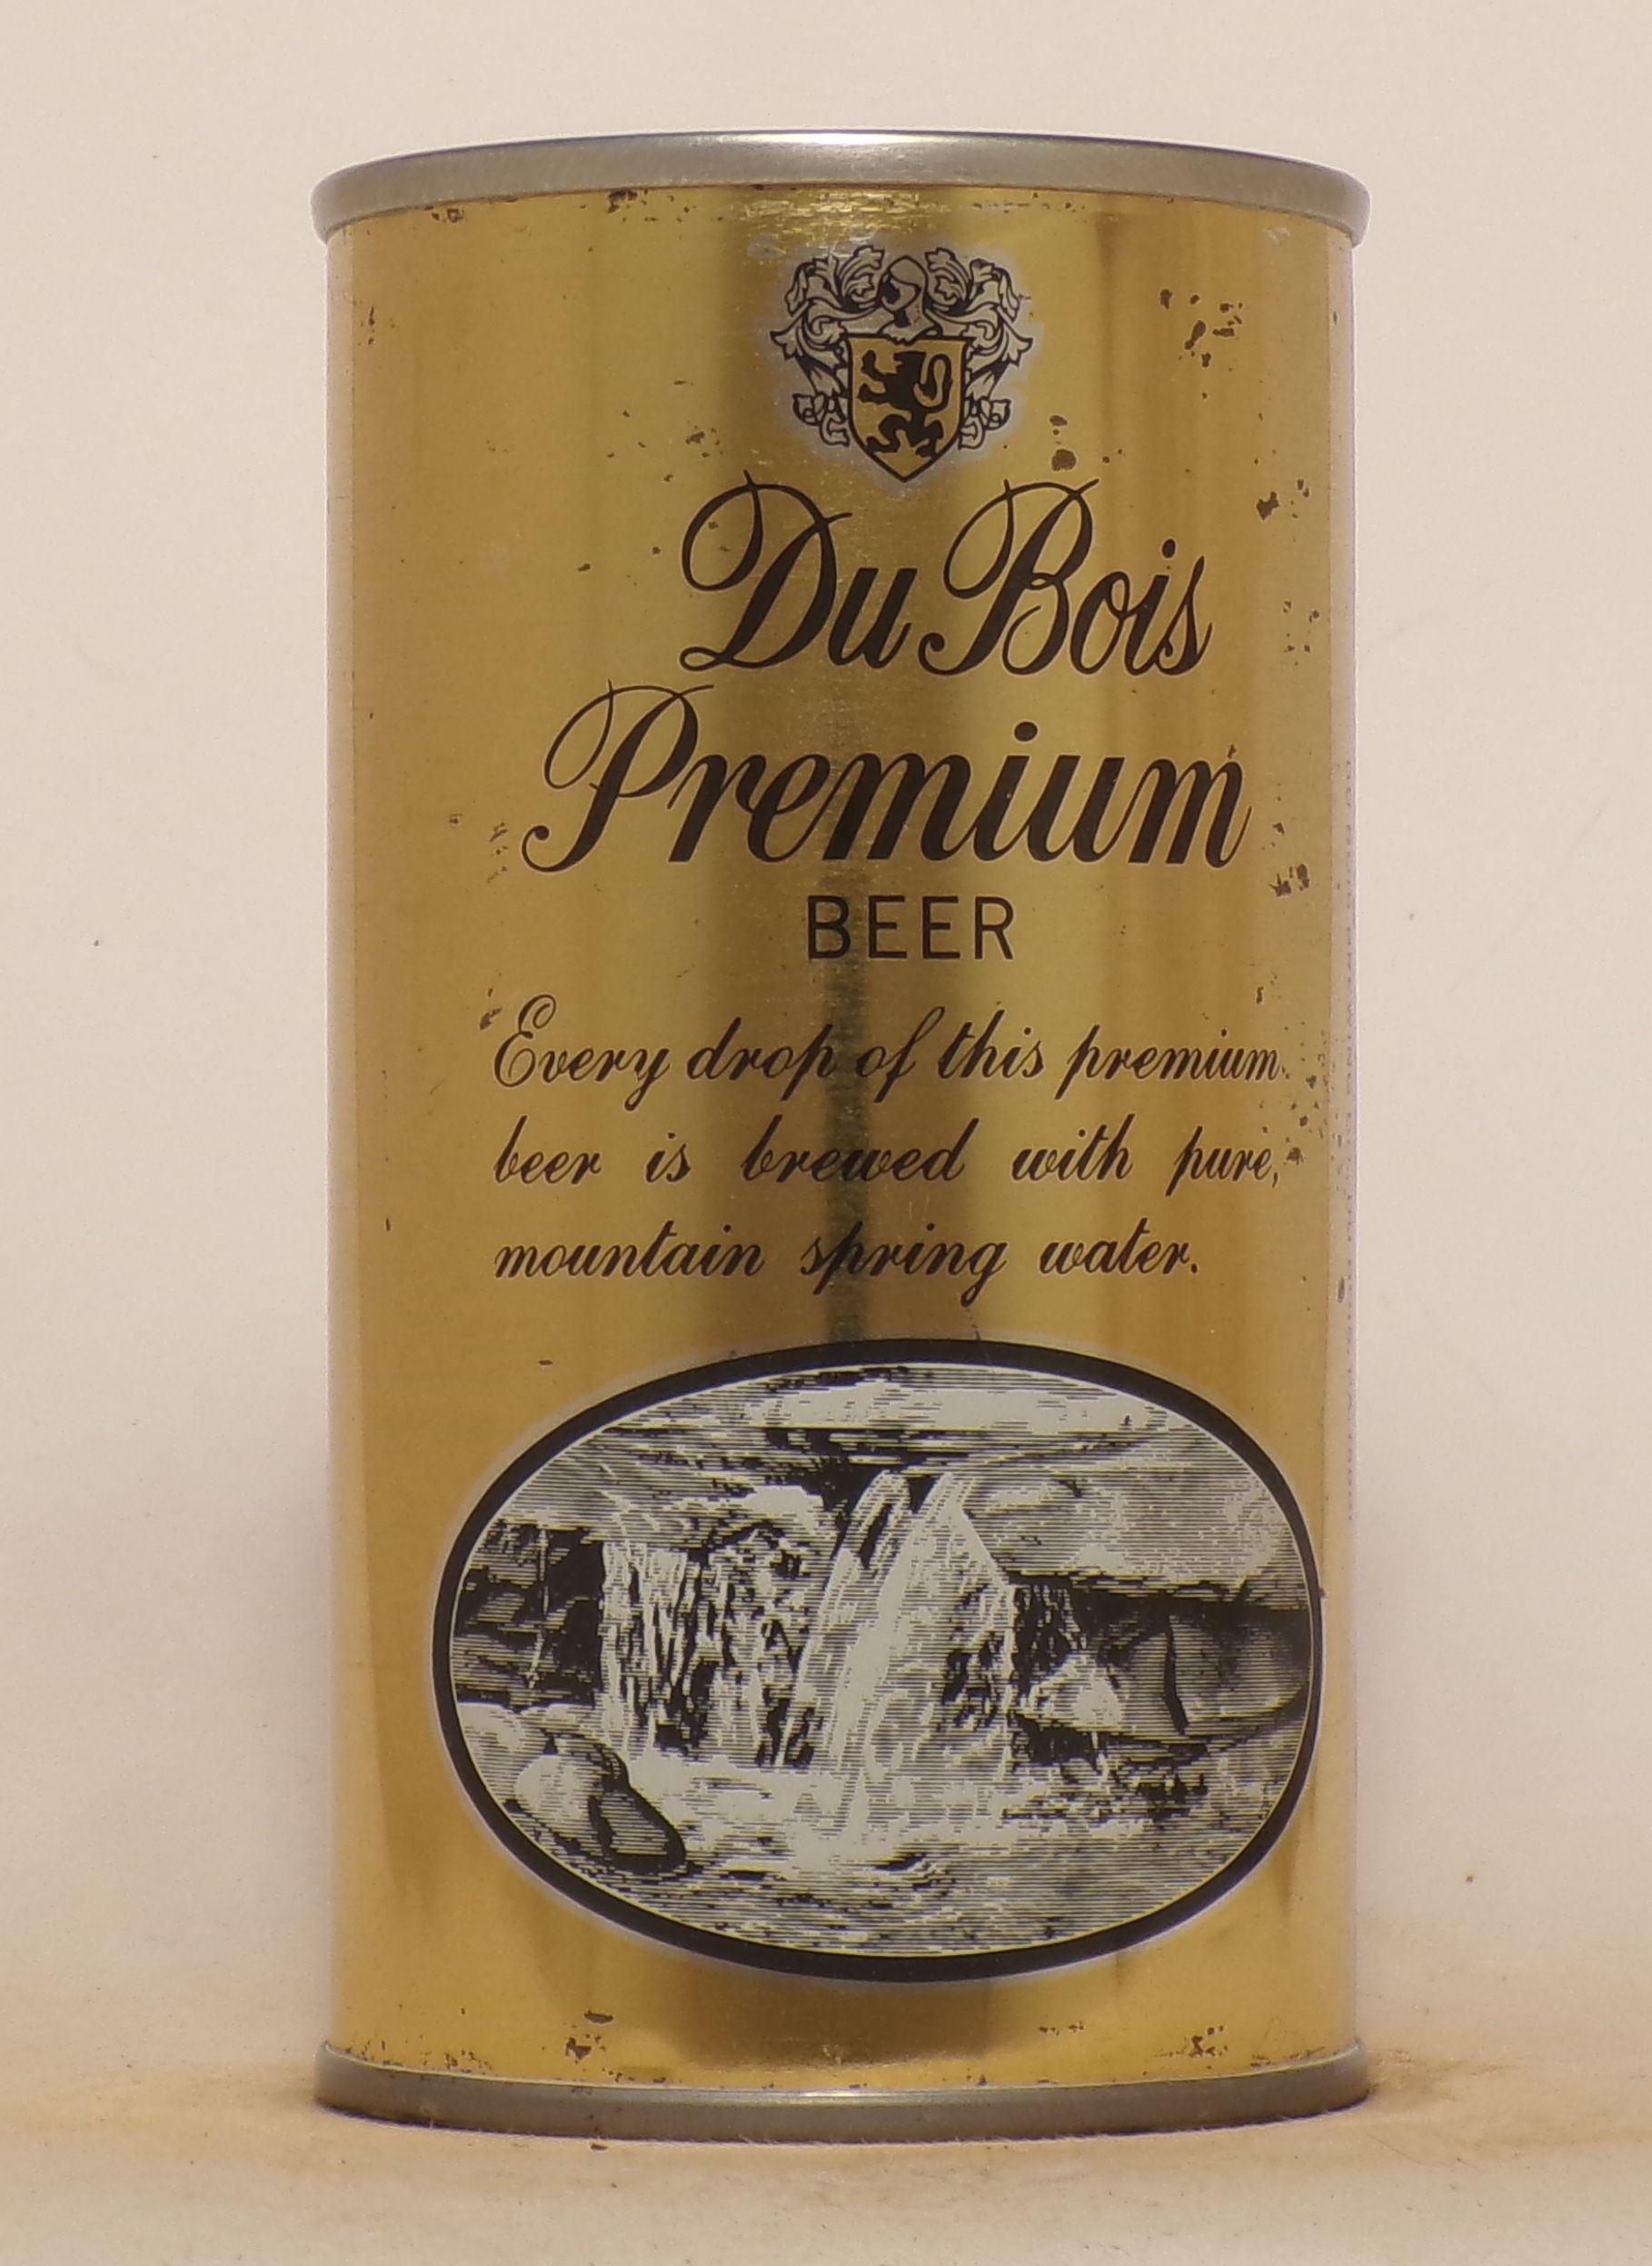 Du Bois
Premium
BEER
Every drop of this premium
beer is brewed with pure,
mountain spring water.